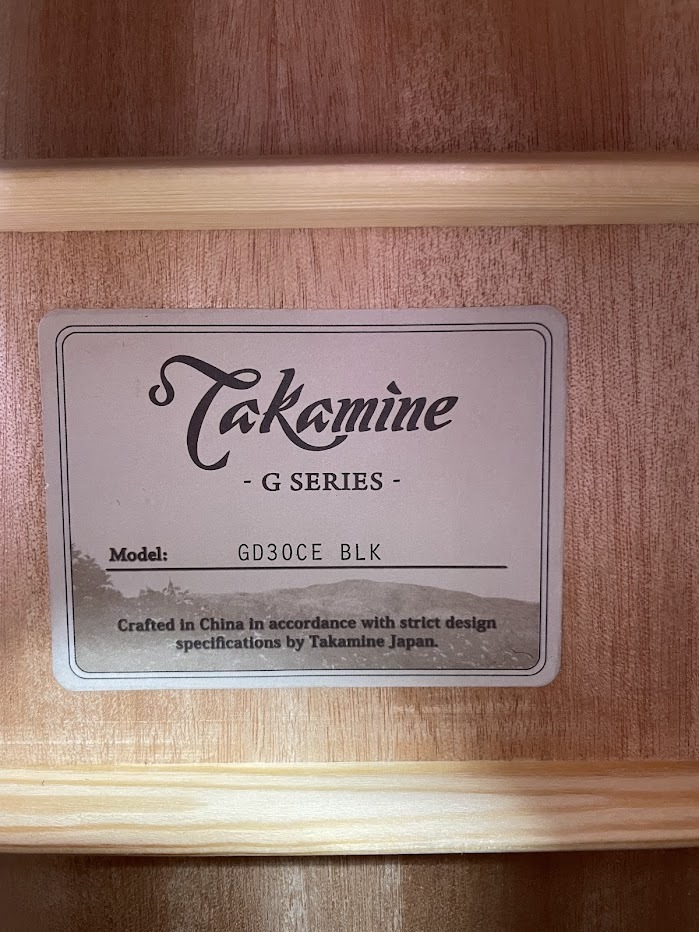 Takamine
- G SERIES -
Model: GD30CE BLK
Crafted in China in accordance with strict design
specifications by Takamine Japan.